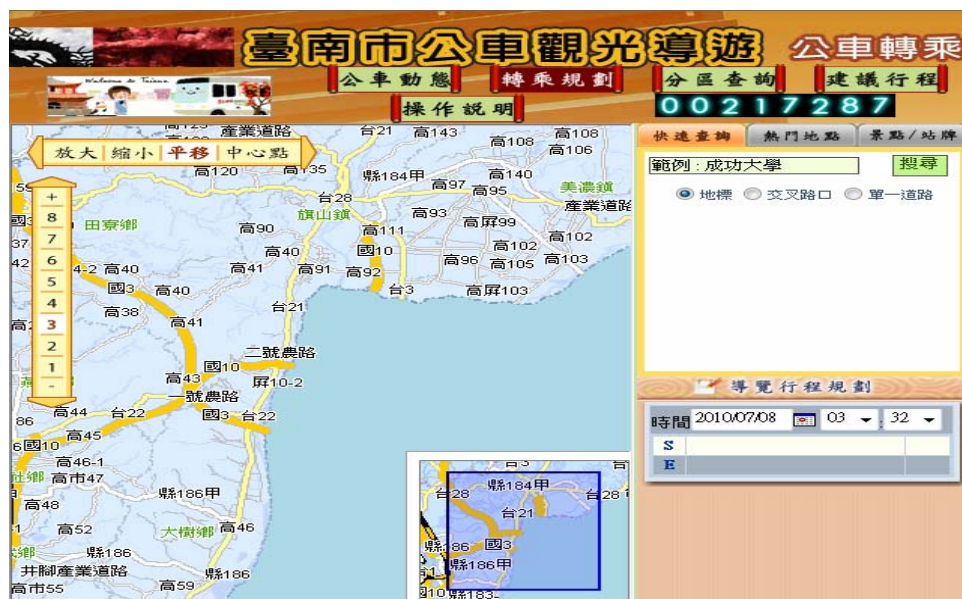 臺南市公車觀光導遊 公車轉乘
Welcome to Tainan
公車動態 轉乘規劃 分區查詢 建議行程
操作說明
00217287
快速查詢 熱門地點 景點/站牌
範例:成功大學 搜尋
地標 交叉路口 單一道路
導覽行程規劃
時間 2010/07/08 03 : 32
S
E
放大 縮小 平移 中心點
+
8
7
6
5
4
3
2
1
-
產業道路 台21 高143 高108
高108
高106
高120 高135 縣184甲 高140
高97 高95 美濃鎮
台28 產業道路
旗山鎮 高93 高屏99
田寮鄉 高90 高111 高102
高40 國10 高102
4-2 高40 高41 高91 高92 高96 高105 高103
國3 高40 台3 高屏103
高38 高41 台21
二號農路
國10
高43 屏10-2
一號農路
高44 台22 國3 台22
86
高45
國10
高46-1
高市47 縣186甲
高48
高52 大樹鄉 高46
縣186
井腳產業道路 縣186
高市55 高59
台3
台28 縣184甲 台28
台21
縣186 國3
縣186甲
國10 縣183-